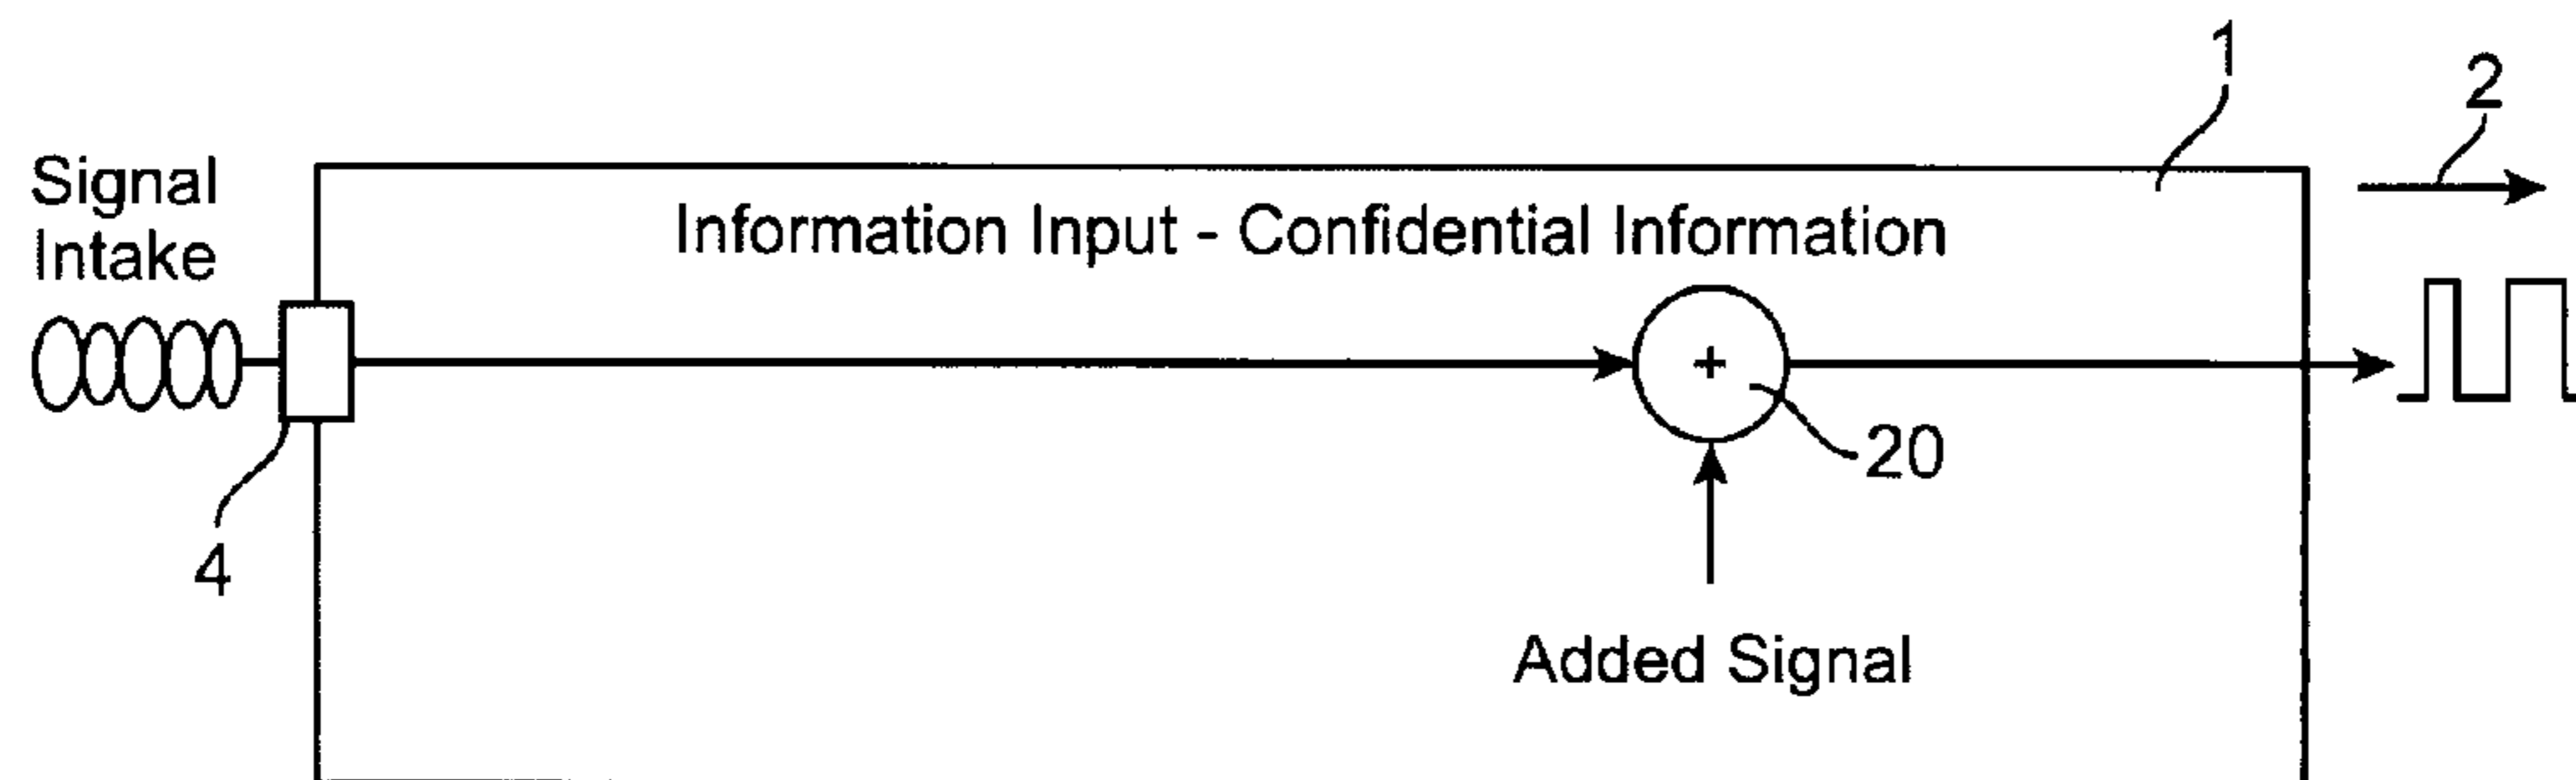 1
2
Signal
Intake
Information Input - Confidential Information
+
20
4
Added Signal